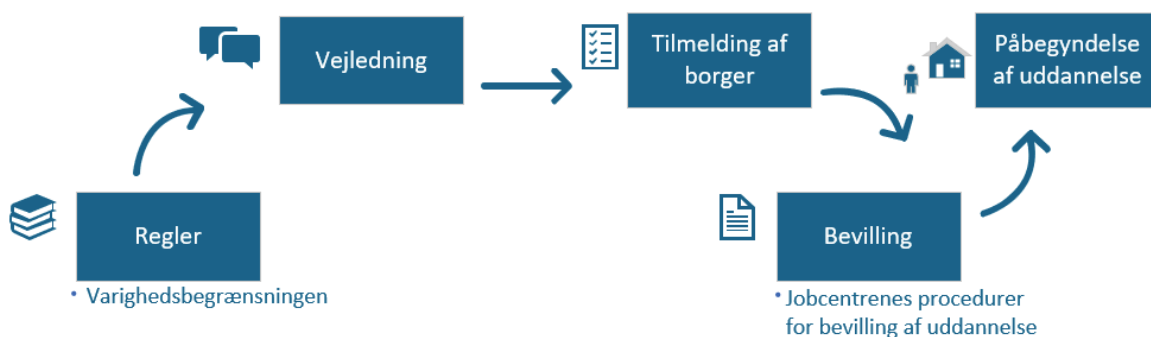 Regler
• Varighedsbegrænsningen
Vejledning
Tilmelding af
borger
Bevilling
• Jobcentrenes procedurer
for bevilling af uddannelse
Påbegyndelse
af uddannelse